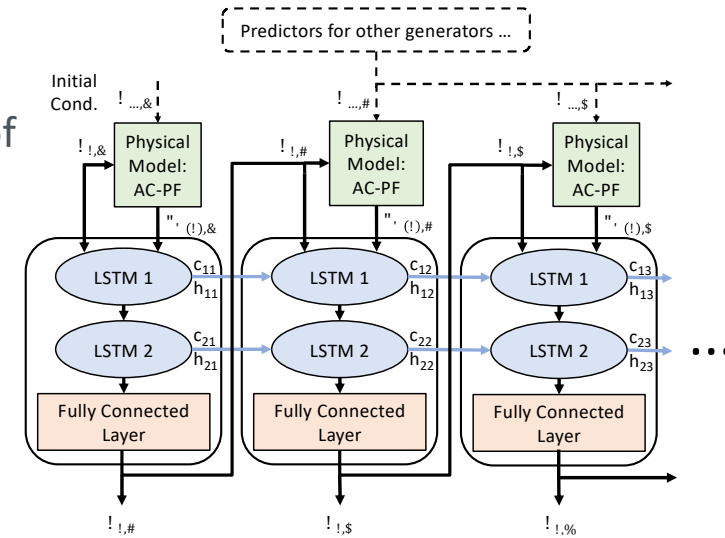 Predictors for other generators ...
Initial
Cond.
! ...,&
! ...,#
! ...,$
of
! !,&
Physical
Model:
AC-PF
! !,#
Physical
Model:
AC-PF
! !,$
Physical
Model:
AC-PF
"' (!),&
"' (!),#
"' (!),$
LSTM 1
c11
h11
LSTM 1
c12
h12
LSTM 1
c13
h13
LSTM 2
c21
h21
LSTM 2
c22
h22
LSTM 2
c23
h23
...
Fully Connected
Layer
Fully Connected
Layer
Fully Connected
Layer
! !,#
! !,$
! !,%